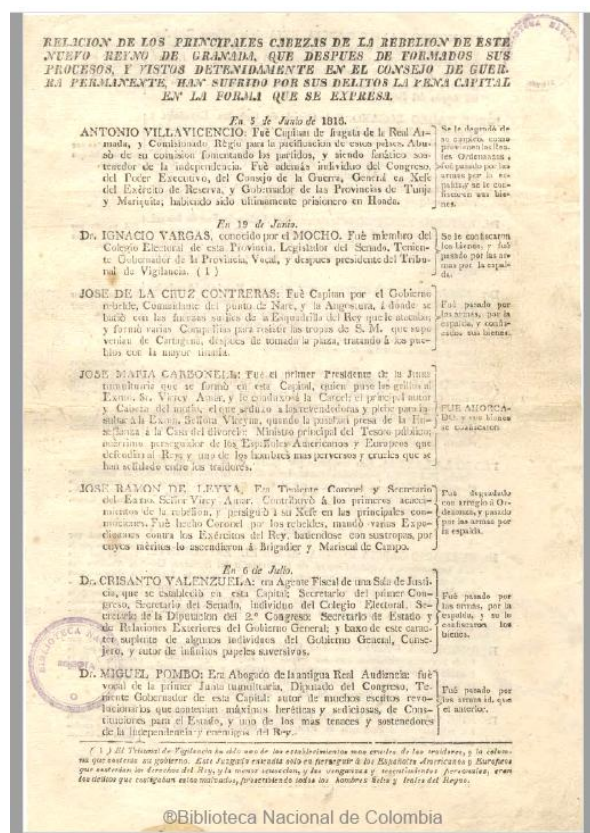 RELACION DE LOS PRINCIPALES CABEZAS DE LA REBELION DE ESTE
NUEVO REYNO DE GRANADA, QUE DESPUES DE FORMADOS SUS
PROCESOS, Y VISTOS DETENIDAMENTE EN EL CONSEJO DE GUER-
RA PERMANENTE, HAN SUFRIDO POR SUS DELITOS LA PENA CAPITAL
EN LA FORMA QUE SE EXPRESA.
En 5 de Junio de 1816.
ANTONIO VILLAVICENCIO: Fué Capitan de fragata de la Real Ar-
mada, y Comisionado Régio para la pacificacion de estos paises. Abu-
só de su comision fomentando los partidos, y siendo fanático sos-
tenedor de la independencia. Fué además individuo del Congreso,
del Poder Executivo, del Consejo de la Guerra, General en Xefe
del Exército de Reserva, y Gobernador de las Provincias de Tunja
y Mariquita; habiendo sido ultimamente prisionero en Honda.
Se le degradó de
Ordenanzas,
pasado por las
armas por la es-
palda, y se le con-
fiscaron sus bie-
nes.
En 19 de Junio.
Dr. IGNACIO VARGAS, conocido por el MOCHO. Fué miembro del
Colegio Electoral de esta Provincia, Legislador del Senado, Tenien-
te Gobernador de la Provincia, Vocal, y despues presidente del Tribu-
nal de Vigilancia. ( 1 )
Se le confiscaron
los bienes, y fué
pasado por las ar-
mas por la espal-
da.
JOSE DE LA CRUZ CONTRERAS: Fué Capitan por el Gobierno
rebelde, Comandante del punto de Nare, y la Angostura, á donde se
batió con las fuerzas sutiles de la Esquadrilla del Rey que le atacaba;
y formó varias Compañias para resistir las tropas de S. M. que supo
venian de Cartagena, despues de tomada la plaza, tratando á los pue-
blos con la mayor tirania.
Fué pasado por
las armas, por la
espalda, y confis-
cados sus bienes.
JOSE MARIA CARBONELL: Fué el primer Presidente de la Junta
tumultuaria que se formó en esta Capital, quien puso los grillos al
Exmo. Sr. Virrey Amar, y le conduxo á la Carcel: el principal autor
y Cabeza del motin, el que seduxo á las revendedoras y plebe para in-
sultar á la Exma. Señora Vireyna, quando la pasaban presa de la En-
señanza á la Casa del divorcio: Ministro principal del Tesoro público;
acérrimo perseguidor de los Españoles Americanos y Europeos que
defendian al Rey y uno de los hombres mas perversos y crueles que se
han señalado entre los traidores.
FUE AHORCA-
DO, y sus bienes
se confiscaron.
JOSE RAMON DE LEYVA, Era Teniente Coronel y Secretario
del Exmo. Señor Virey Amar. Contribuyó á los primeros acaeci-
mientos de la rebelion, y persiguió á su Xefe en las principales con-
mociones. Fué hecho Coronel por los rebeldes, mandó varias Expe-
diciones contra los Exércitos del Rey, batiendose con sus tropas, por
cuyos méritos lo ascendieron á Brigadier y Mariscal de Campo.
Fué degradado
con arreglo á Or-
denanza, y pasado
por las armas por
la espalda.
En 6 de Julio.
Dr. CRISANTO VALENZUELA: era Agente Fiscal de una Sala de Justi-
cia, que se estableció en esta Capital; Secretario del primer Con-
greso, Secretario del Senado, individuo del Colegio Electoral, Se-
cretario de la Diputacion del 2.º Congreso: Secretario de Estado y
de Relaciones Exteriores del Gobierno General; y baxo de este carac-
ter suplente de algunos individuos del Gobierno General, Conse-
jero, y autor de infinitos papeles suversivos.
Fué pasado por
las armas, por la
espalda, y se le
confiscaron los
bienes.
Dr. MIGUEL POMBO: Era Abogado de la antigua Real Audiencia: fué
vocal de la primer Junta tumultuaria, Diputado del Congreso, Te-
niente Gobernador de esta Capital: autor de muchos escritos revo-
lucionarios que contenian máximas heréticas y sediciosas, de Cons-
tituciones para el Estado, y uno de los mas tenaces y sostenedores
de la Independencia y enemigos del Rey.
Fué pasado por
las armas id, que
el anterior.
( 1 ) El Tribunal de Vigilancia ha sido uno de los establecimientos mas crueles de los traidores, y la colum-
na que sostenia su gobierno. Este Juzgado entendia solo en perseguir á los Españoles Americanos y Europeos
que sostenian los derechos del Rey, y la menor acusacion, y las venganzas y resentimientos personales, eran
los delitos que castigaban estos malvados, proscribiendo todos los hombres fieles y leales del Reyno.
BIBLIOTECA NA
©Biblioteca Nacional de Colombia